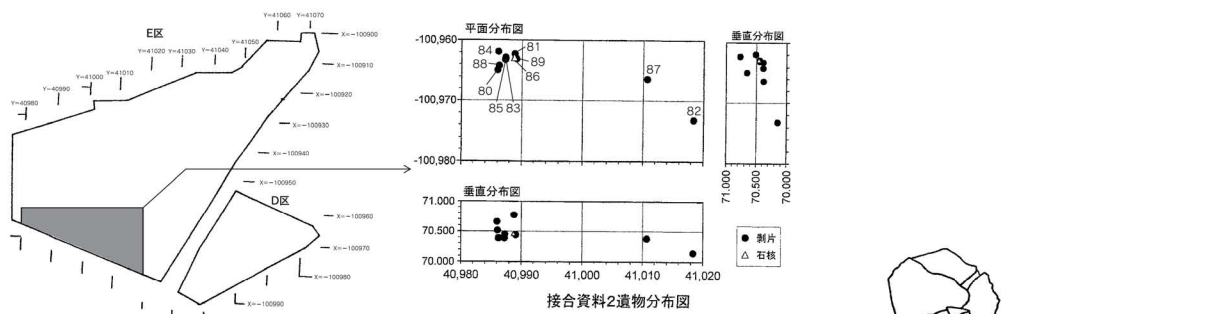 E区
Y=41060
Y=41070
Y=41050
Y=41040
Y=41030
Y=41020
Y=41010
Y=41000
Y=40990
Y=40980
X=-100900
X=-100910
X=-100920
X=-100930
X=-100940
X=-100950
X=-100960
X=-100970
X=-100980
X=-100990
D区
平面分布図
-100,960
-100,970
-100,980
84
81
88
89
86
80
85
83
87
82
垂直分布図
71.000
70.500
70.000
垂直分布図
71.000
70.500
70.000
40,980
40,990
41,000
41,010
41,020
● 剝片
△ 石核
接合資料2遺物分布図